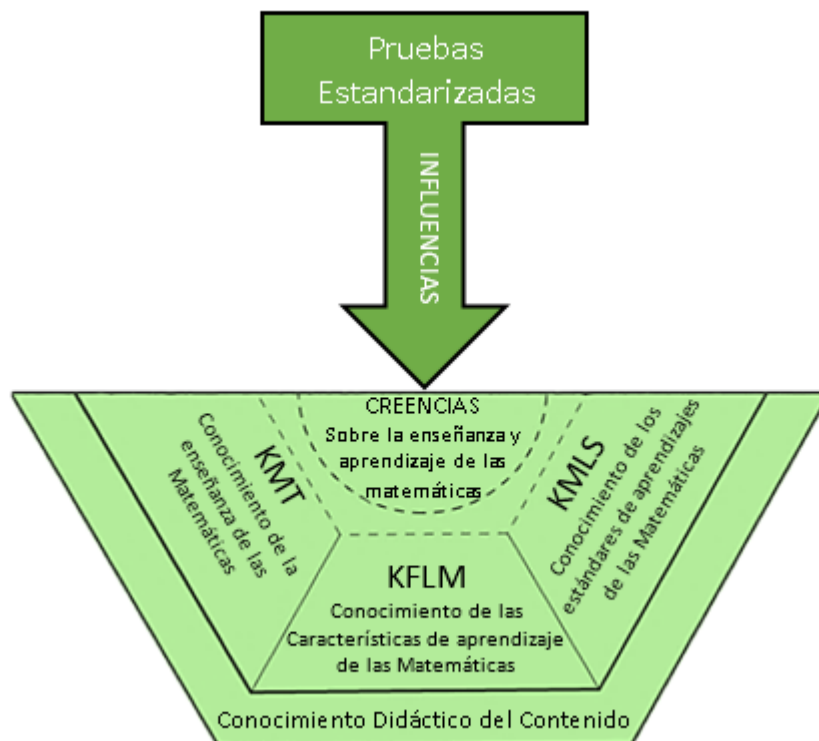 Pruebas
Estandarizadas
INFLUENCIAS
CREENCIAS
Sobre la enseñanza y
aprendizaje de las
matemáticas
KMT
Conocimiento de la
enseñanza de las
Matemáticas
KMLS
Conocimiento de los
estándares de aprendizajes
de las Matemáticas
KFLM
Conocimiento de las
Características de aprendizaje
de las Matemáticas
Conocimiento Didáctico del Contenido